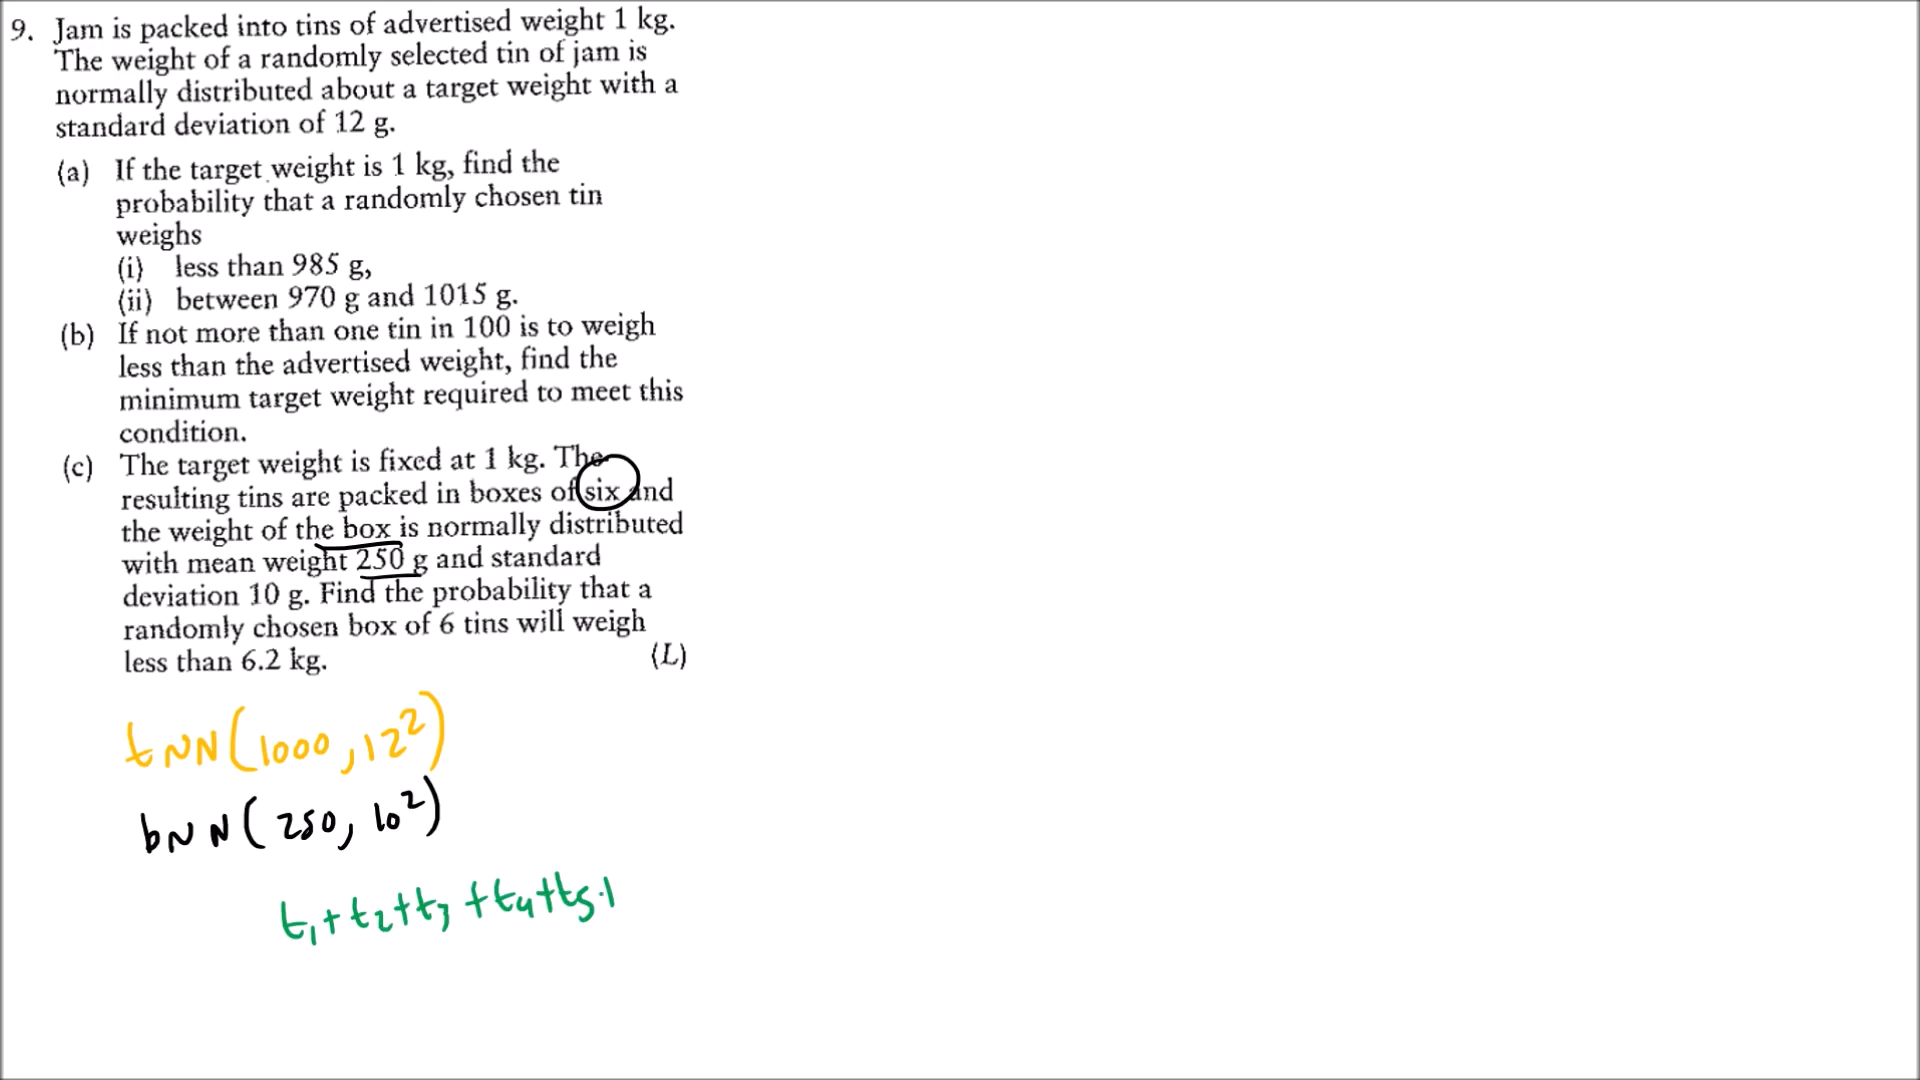 9. Jam is packed into tins of advertised weight 1 kg.
The weight of a randomly selected tin of jam is
normally distributed about a target weight with a
standard deviation of 12 g.
(a) If the target weight is 1 kg, find the
probability that a randomly chosen tin
weighs
(i) less than 985 g,
(ii) between 970 g and 1015 g.
(b) If not more than one tin in 100 is to weigh
less than the advertised weight, find the
minimum target weight required to meet this
condition.
(c) The target weight is fixed at 1 kg. The
resulting tins are packed in boxes of six and
the weight of the box is normally distributed
with mean weight 250 g and standard
deviation 10 g. Find the probability that a
randomly chosen box of 6 tins will weigh
less than 6.2 kg. (L)
t ~ N(1000, 12²)
b ~ N(250, 10²)
t₁+t₂+t₃+t₄+t₅